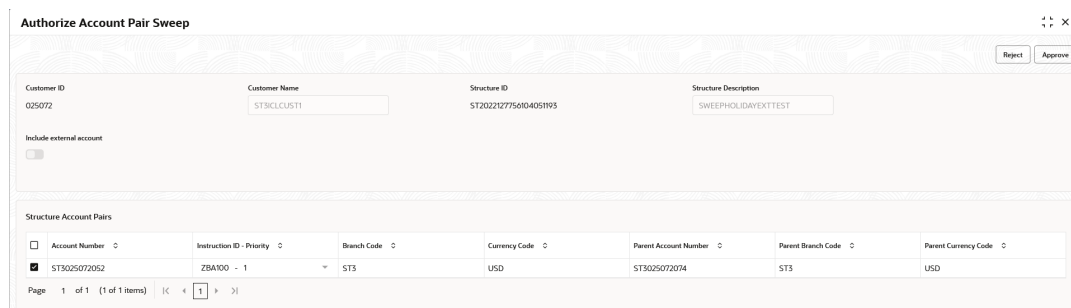 Authorize Account Pair Sweep
Reject Approve
Customer ID Customer Name Structure ID Structure Description
025072 ST3ICLCUST1 ST2022127756104051193 SWEEPHOLIDAYEXTTEST
Include external account
Structure Account Pairs
Account Number Instruction ID - Priority Branch Code Currency Code Parent Account Number Parent Branch Code Parent Currency Code
ST3025072052 ZBA100 - 1 ST3 USD ST3025072074 ST3 USD
Page 1 of 1 (1 of 1 items) 1